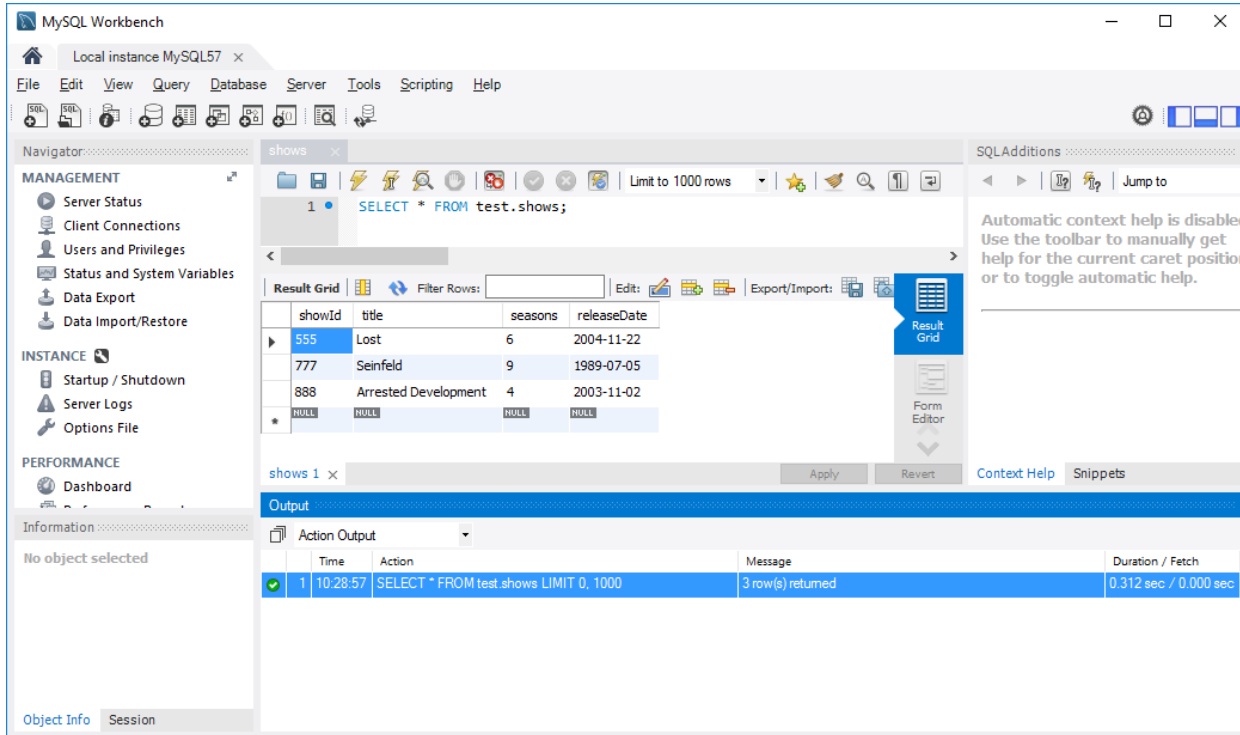 MySQL Workbench
Local instance MySQL57
File Edit View Query Database Server Tools Scripting Help
Navigator
MANAGEMENT
Server Status
Client Connections
Users and Privileges
Status and System Variables
Data Export
Data Import/Restore
INSTANCE
Startup / Shutdown
Server Logs
Options File
PERFORMANCE
Dashboard
Information
No object selected
Object Info Session
shows
Limit to 1000 rows
1 SELECT * FROM test.shows;
Result Grid Filter Rows: Edit: Export/Import:
showId title seasons releaseDate
555 Lost 6 2004-11-22
777 Seinfeld 9 1989-07-05
888 Arrested Development 4 2003-11-02
NULL NULL NULL NULL
Result Grid
Form Editor
shows 1 Apply Revert
SQLAdditions
Jump to
Automatic context help is disabled
Use the toolbar to manually get
help for the current caret position
or to toggle automatic help.
Context Help Snippets
Output
Action Output
Time Action Message Duration / Fetch
1 10:28:57 SELECT * FROM test.shows LIMIT 0, 1000 3 row(s) returned 0.312 sec / 0.000 sec